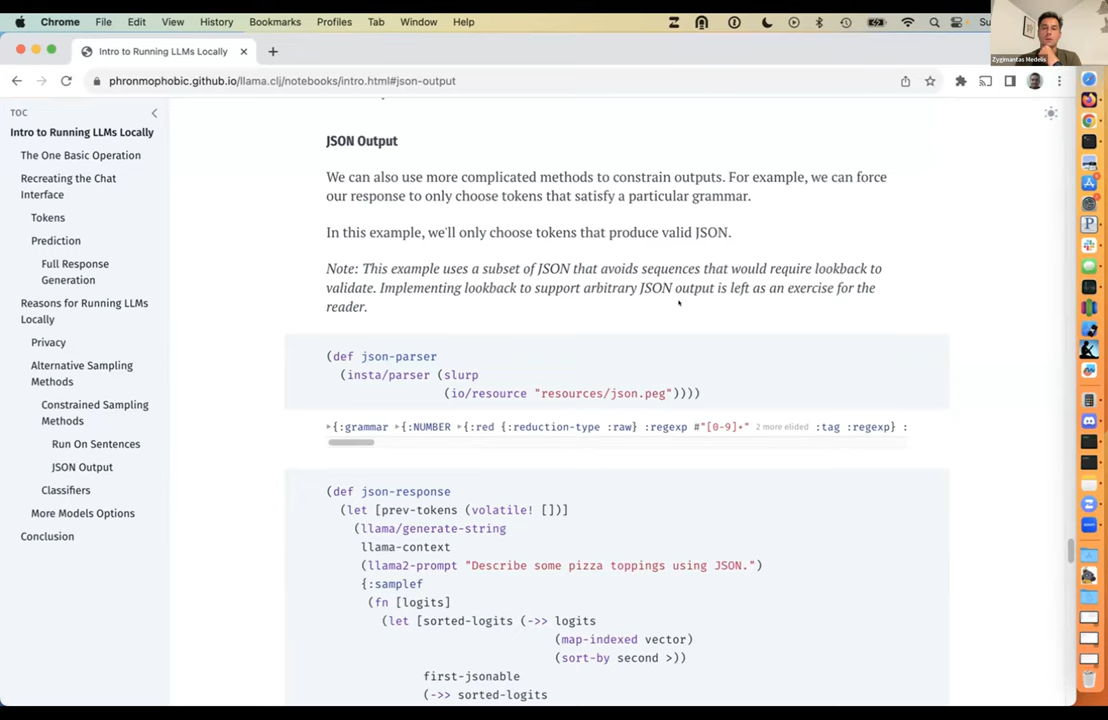 Chrome File Edit View History Bookmarks Profiles Tab Window Help
Zygimantas Medelis
Intro to Running LLMs Locally
phronmophobic.github.io/llama.clj/notebooks/intro.html#json-output
TOC
Intro to Running LLMs Locally
The One Basic Operation
Recreating the Chat
Interface
Tokens
Prediction
Full Response
Generation
Reasons for Running LLMs
Locally
Privacy
Alternative Sampling
Methods
Constrained Sampling
Methods
Run On Sentences
JSON Output
Classifiers
More Models Options
Conclusion
JSON Output
We can also use more complicated methods to constrain outputs. For example, we can force
our response to only choose tokens that satisfy a particular grammar.
In this example, we'll only choose tokens that produce valid JSON.
Note: This example uses a subset of JSON that avoids sequences that would require lookback to
validate. Implementing lookback to support arbitrary JSON output is left as an exercise for the
reader.
(def json-parser
(insta/parser (slurp
(io/resource "resources/json.peg"))))
{:grammar {:NUMBER {:red {:reduction-type :raw} :regexp #"[0-9]+" 2 more elided :tag :regexp} :
(def json-response
(let [prev-tokens (volatile! [])]
(llama/generate-string
llama-context
(llama2-prompt "Describe some pizza toppings using JSON.")
{:samplef
(fn [logits]
(let [sorted-logits (->> logits
(map-indexed vector)
(sort-by second >))
first-jsonable
(->> sorted-logits